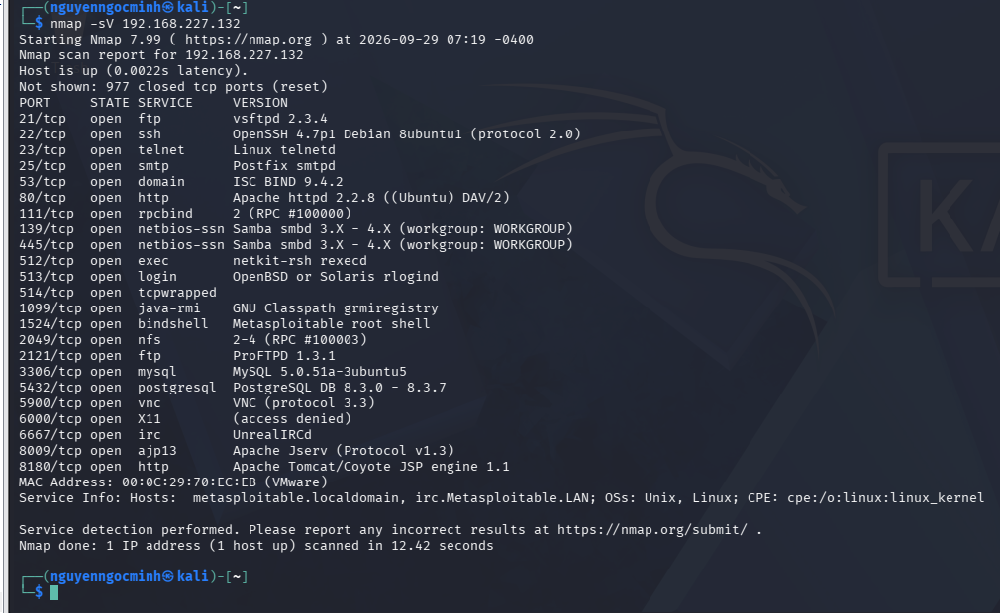 ┌──(nguyenngocminh㉿kali)-[~]
└─$ nmap -sV 192.168.227.132
Starting Nmap 7.99 ( https://nmap.org ) at 2026-09-29 07:19 -0400
Nmap scan report for 192.168.227.132
Host is up (0.0022s latency).
Not shown: 977 closed tcp ports (reset)
PORT     STATE SERVICE     VERSION
21/tcp   open  ftp         vsftpd 2.3.4
22/tcp   open  ssh         OpenSSH 4.7p1 Debian 8ubuntu1 (protocol 2.0)
23/tcp   open  telnet      Linux telnetd
25/tcp   open  smtp        Postfix smtpd
53/tcp   open  domain      ISC BIND 9.4.2
80/tcp   open  http        Apache httpd 2.2.8 ((Ubuntu) DAV/2)
111/tcp  open  rpcbind     2 (RPC #100000)
139/tcp  open  netbios-ssn Samba smbd 3.X - 4.X (workgroup: WORKGROUP)
445/tcp  open  netbios-ssn Samba smbd 3.X - 4.X (workgroup: WORKGROUP)
512/tcp  open  exec        netkit-rsh rexecd
513/tcp  open  login       OpenBSD or Solaris rlogind
514/tcp  open  tcpwrapped
1099/tcp open  java-rmi    GNU Classpath grmiregistry
1524/tcp open  bindshell   Metasploitable root shell
2049/tcp open  nfs         2-4 (RPC #100003)
2121/tcp open  ftp         ProFTPD 1.3.1
3306/tcp open  mysql       MySQL 5.0.51a-3ubuntu5
5432/tcp open  postgresql  PostgreSQL DB 8.3.0 - 8.3.7
5900/tcp open  vnc         VNC (protocol 3.3)
6000/tcp open  X11         (access denied)
6667/tcp open  irc         UnrealIRCd
8009/tcp open  ajp13       Apache Jserv (Protocol v1.3)
8180/tcp open  http        Apache Tomcat/Coyote JSP engine 1.1
MAC Address: 00:0C:29:70:EC:EB (VMware)
Service Info: Hosts:  metasploitable.localdomain, irc.Metasploitable.LAN; OSs: Unix, Linux; CPE: cpe:/o:linux:linux_kernel

Service detection performed. Please report any incorrect results at https://nmap.org/submit/ .
Nmap done: 1 IP address (1 host up) scanned in 12.42 seconds

┌──(nguyenngocminh㉿kali)-[~]
└─$
KA